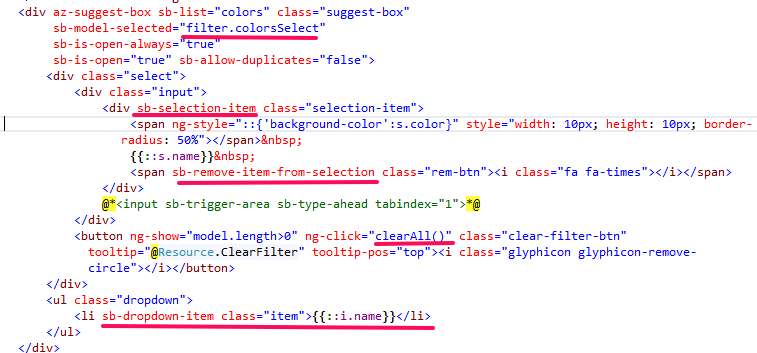 <div az-suggest-box sb-list="colors" class="suggest-box"
sb-model-selected="filter.colorsSelect"
sb-is-open-always="true"
sb-is-open="true" sb-allow-duplicates="false">
<div class="select">
<div class="input">
<div sb-selection-item class="selection-item">
<span ng-style="::{'background-color':s.color}" style="width: 10px; height: 10px; border-
radius: 50%"></span>&nbsp;
{{::s.name}}&nbsp;
<span sb-remove-item-from-selection class="rem-btn"><i class="fa fa-times"></i></span>
</div>
@*<input sb-trigger-area sb-type-ahead tabindex="1">*@
</div>
<button ng-show="model.length>0" ng-click="clearAll()" class="clear-filter-btn"
tooltip="@Resource.ClearFilter" tooltip-pos="top"><i class="glyphicon glyphicon-remove-
circle"></i></button>
</div>
<ul class="dropdown">
<li sb-dropdown-item class="item">{{::i.name}}</li>
</ul>
</div>